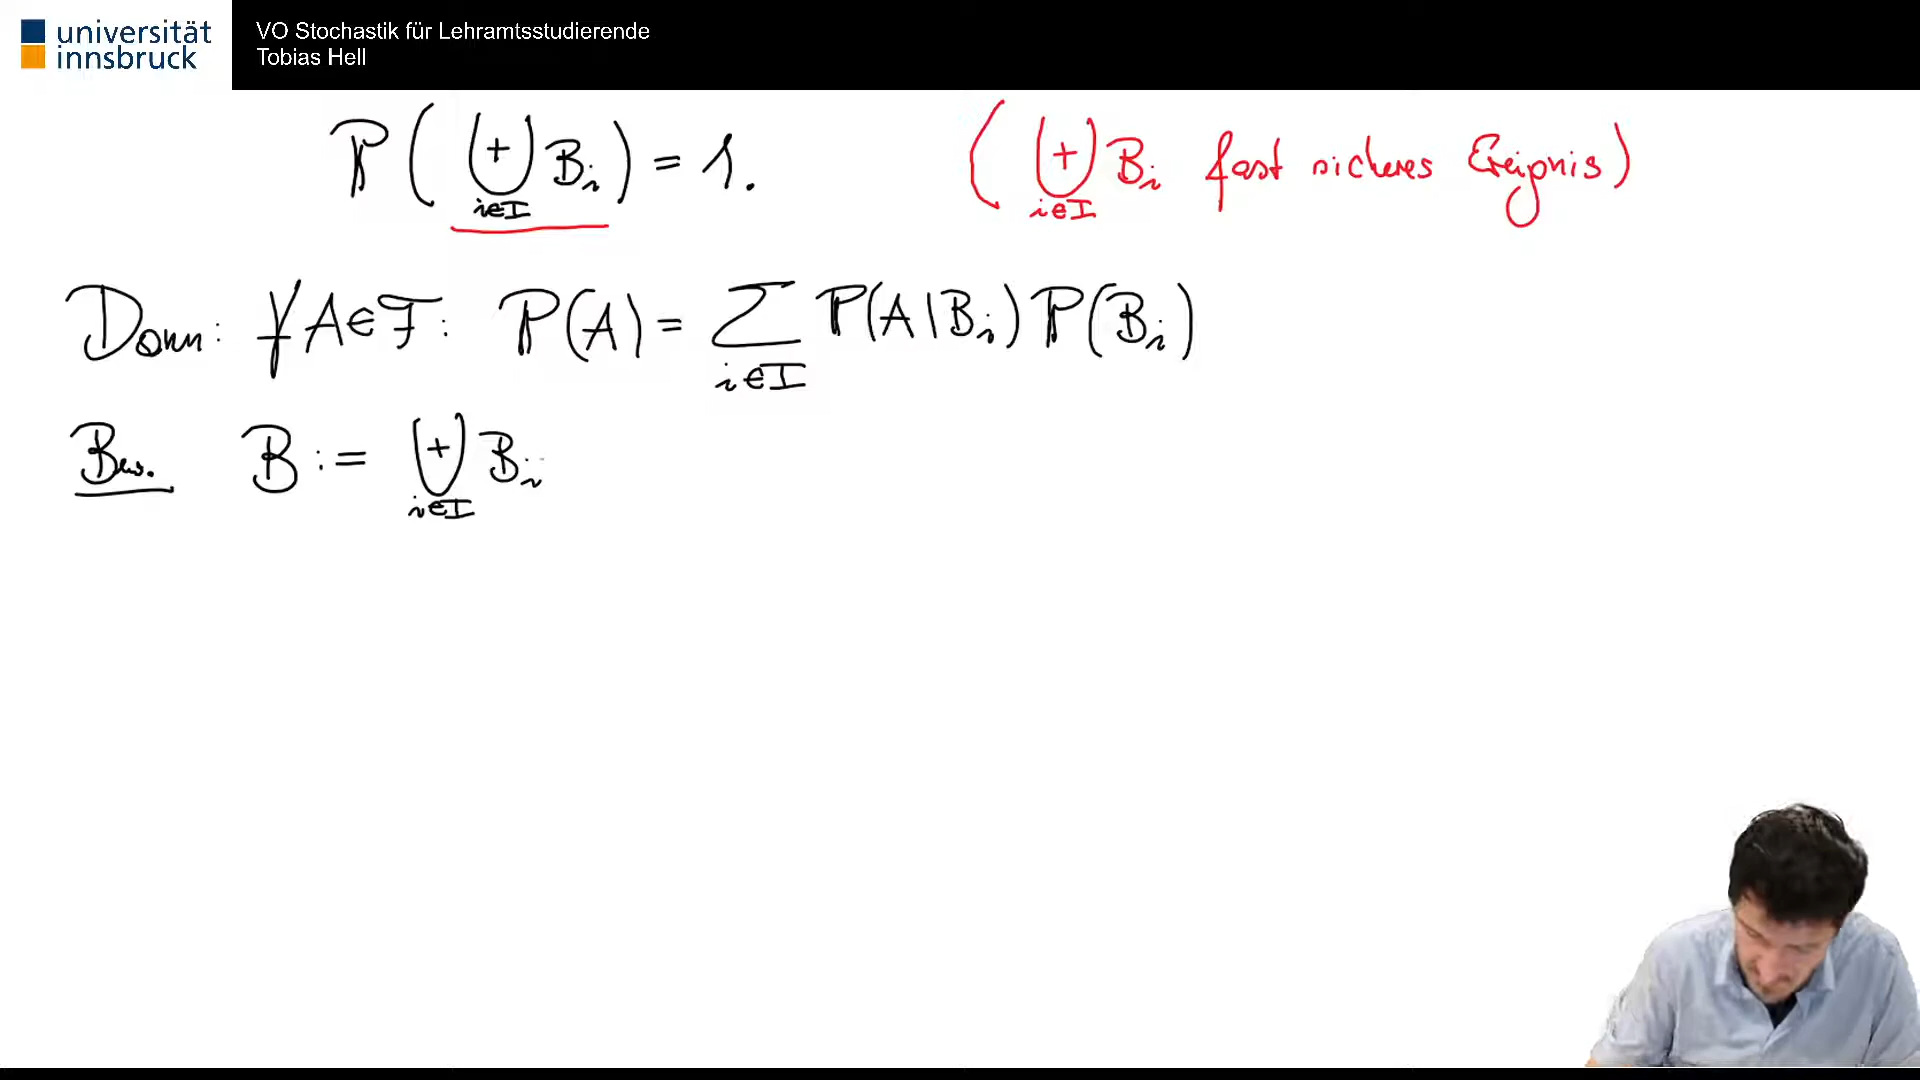 universität innsbruck
VO Stochastik für Lehramtsstudierende
Tobias Hell
ℙ( ⨄_{i∈I} B_i ) = 1. ( ⨄_{i∈I} B_i fast sicheres Ereignis )
Dann: ∀A∈ℱ: ℙ(A) = ∑_{i∈I} ℙ(A|B_i) ℙ(B_i)
Bew. B := ⨄_{i∈I} B_i